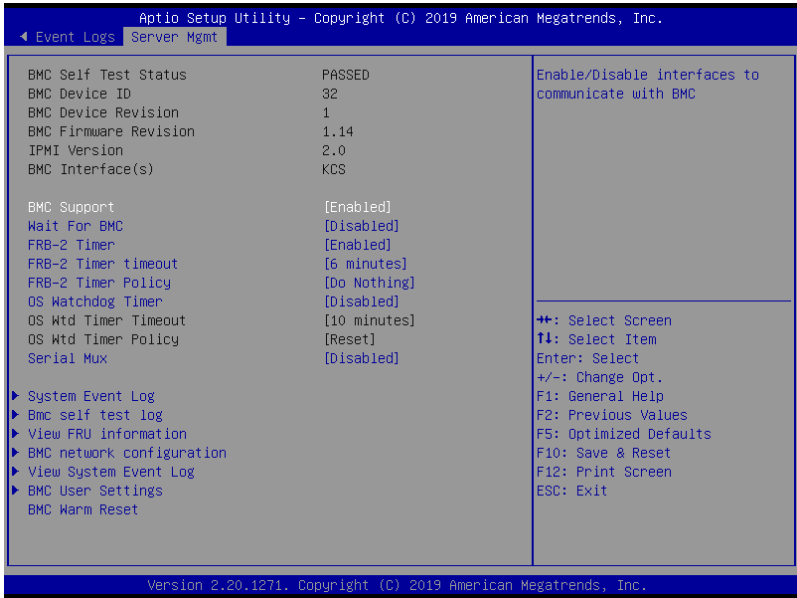 Aptio Setup Utility – Copyright (C) 2019 American Megatrends, Inc.
Event Logs Server Mgmt
BMC Self Test Status PASSED
BMC Device ID 32
BMC Device Revision 1
BMC Firmware Revision 1.14
IPMI Version 2.0
BMC Interface(s) KCS
BMC Support [Enabled]
Wait For BMC [Disabled]
FRB-2 Timer [Enabled]
FRB-2 Timer timeout [6 minutes]
FRB-2 Timer Policy [Do Nothing]
OS Watchdog Timer [Disabled]
OS Wtd Timer Timeout [10 minutes]
OS Wtd Timer Policy [Reset]
Serial Mux [Disabled]
System Event Log
Bmc self test log
View FRU information
BMC network configuration
View System Event Log
BMC User Settings
BMC Warm Reset
Enable/Disable interfaces to
communicate with BMC
→←: Select Screen
↑↓: Select Item
Enter: Select
+/-: Change Opt.
F1: General Help
F2: Previous Values
F5: Optimized Defaults
F10: Save & Reset
F12: Print Screen
ESC: Exit
Version 2.20.1271. Copyright (C) 2019 American Megatrends, Inc.